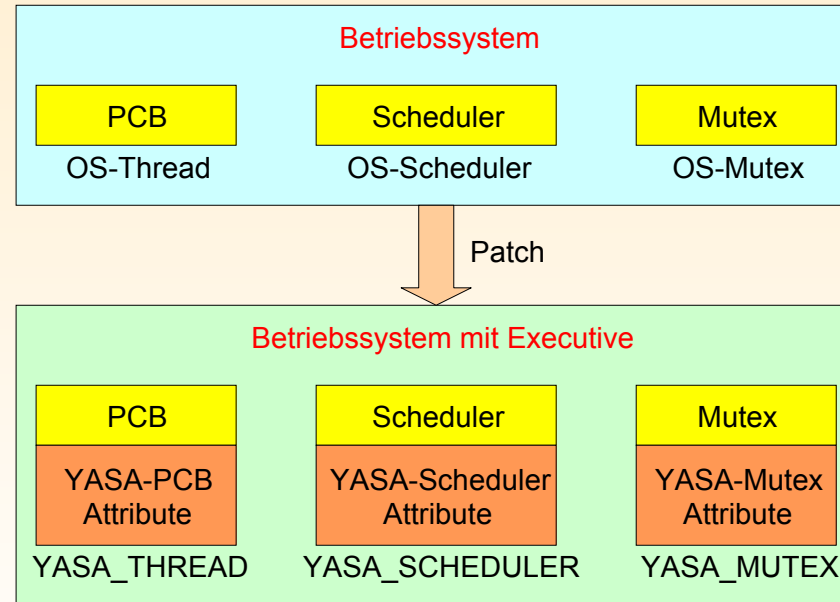 Betriebssystem
PCB
Scheduler
Mutex
OS-Thread
OS-Scheduler
OS-Mutex
Patch
Betriebssystem mit Executive
PCB
Scheduler
Mutex
YASA-PCB
Attribute
YASA-Scheduler
Attribute
YASA-Mutex
Attribute
YASA_THREAD
YASA_SCHEDULER
YASA_MUTEX